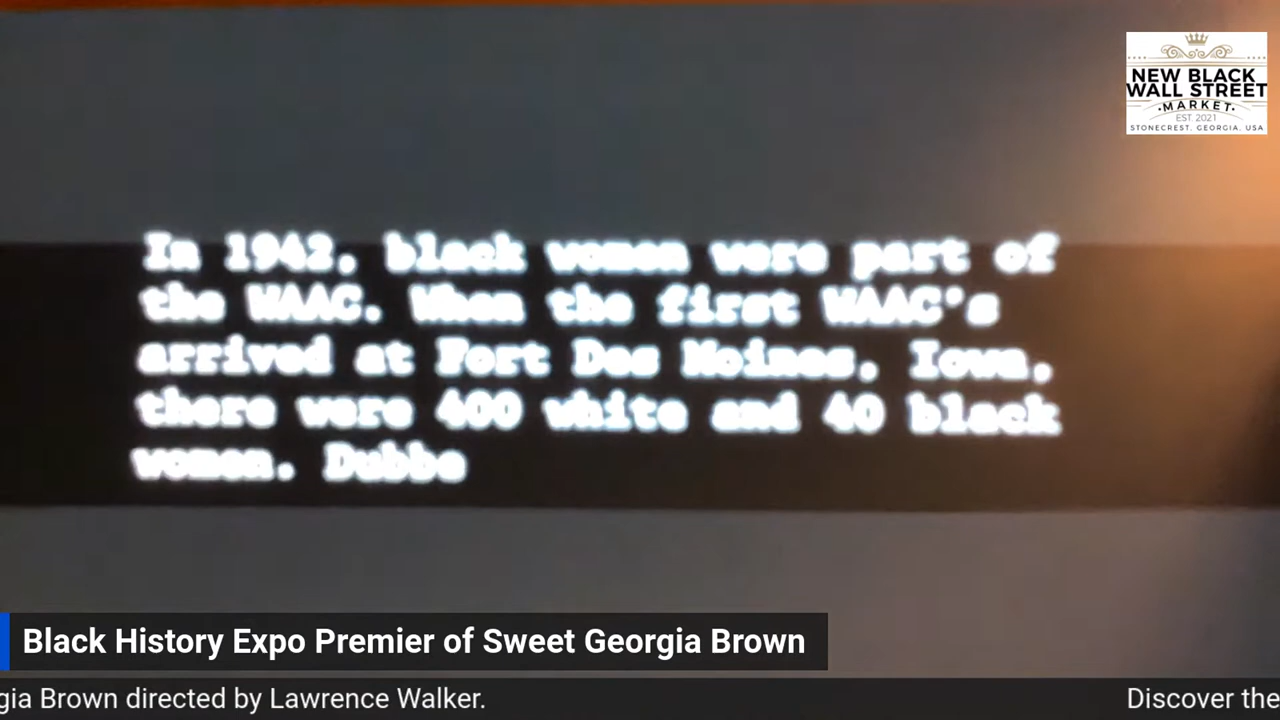 NEW BLACK
WALL STREET
MARKET
EST. 2021
STONECREST, GEORGIA, USA
In 1942, black women were part of
the WAAC. When the first WAAC's
arrived at Fort Des Moines, Iowa,
there were 400 white and 40 black
women. Dubbe
Black History Expo Premier of Sweet Georgia Brown
gia Brown directed by Lawrence Walker.
Discover the